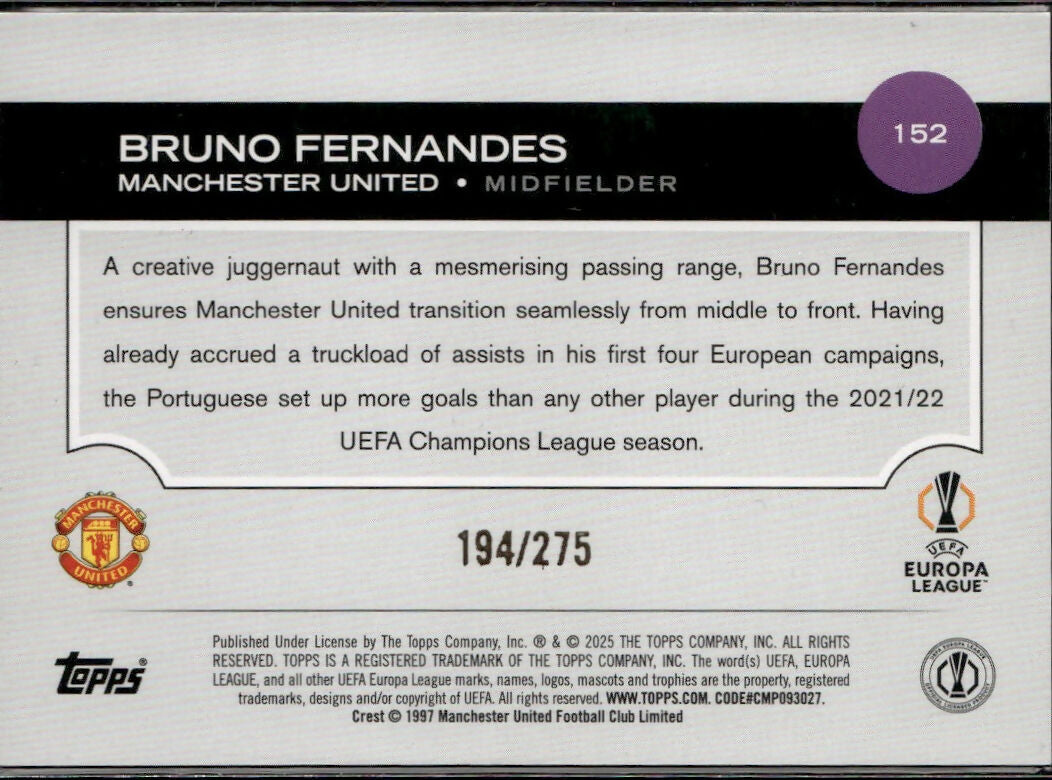 152
BRUNO FERNANDES
MANCHESTER UNITED • MIDFIELDER
A creative juggernaut with a mesmerising passing range, Bruno Fernandes
ensures Manchester United transition seamlessly from middle to front. Having
already accrued a truckload of assists in his first four European campaigns,
the Portuguese set up more goals than any other player during the 2021/22
UEFA Champions League season.
MANCHESTER
UNITED
194/275
UEFA
EUROPA
LEAGUE™
topps®
Published Under License by The Topps Company, Inc. ® & © 2025 THE TOPPS COMPANY, INC. ALL RIGHTS
RESERVED. TOPPS IS A REGISTERED TRADEMARK OF THE TOPPS COMPANY, INC. The word(s) UEFA, EUROPA
LEAGUE, and all other UEFA Europa League marks, names, logos, mascots and trophies are the property, registered
trademarks, designs and/or copyright of UEFA. All rights reserved. WWW.TOPPS.COM. CODE#CMP093027.
Crest © 1997 Manchester United Football Club Limited
UEFA EUROPA LEAGUE
OFFICIAL LICENSED PRODUCT